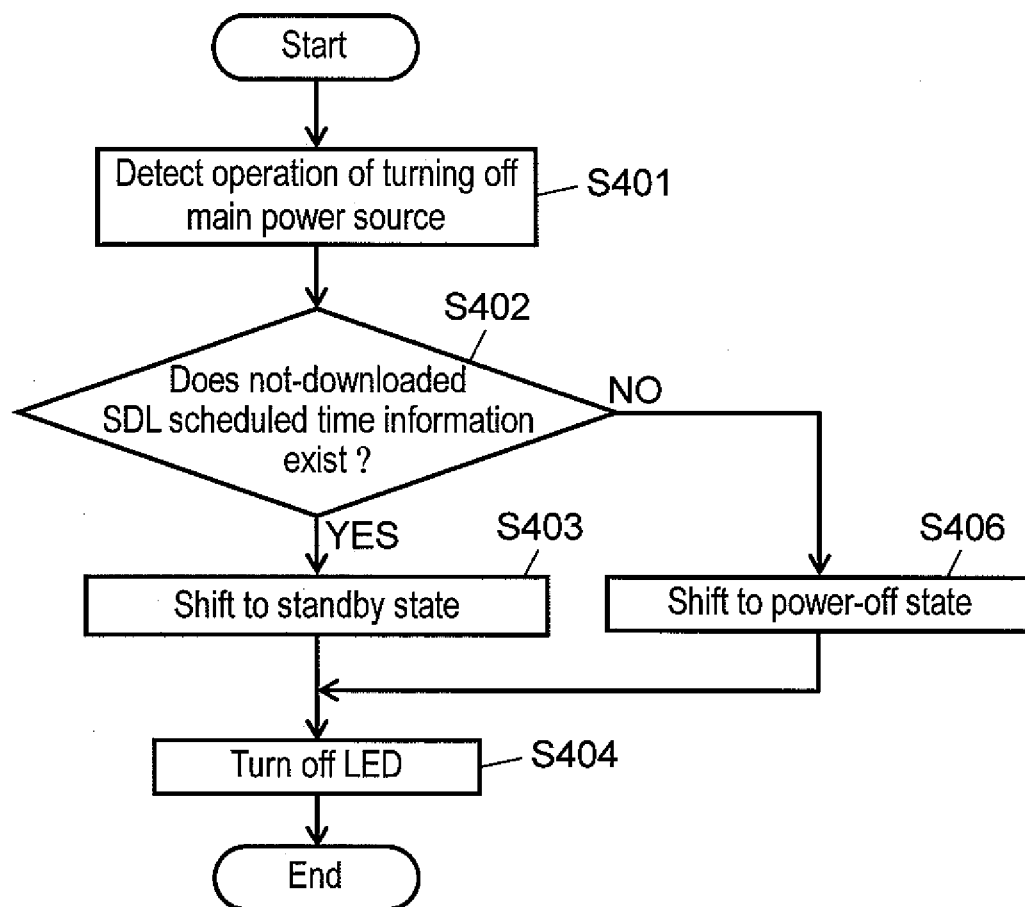 Start
Detect operation of turning off
main power source
S401
S402
Does not-downloaded
SDL scheduled time information
exist ?
NO
YES
S403
Shift to standby state
S406
Shift to power-off state
Turn off LED
S404
End